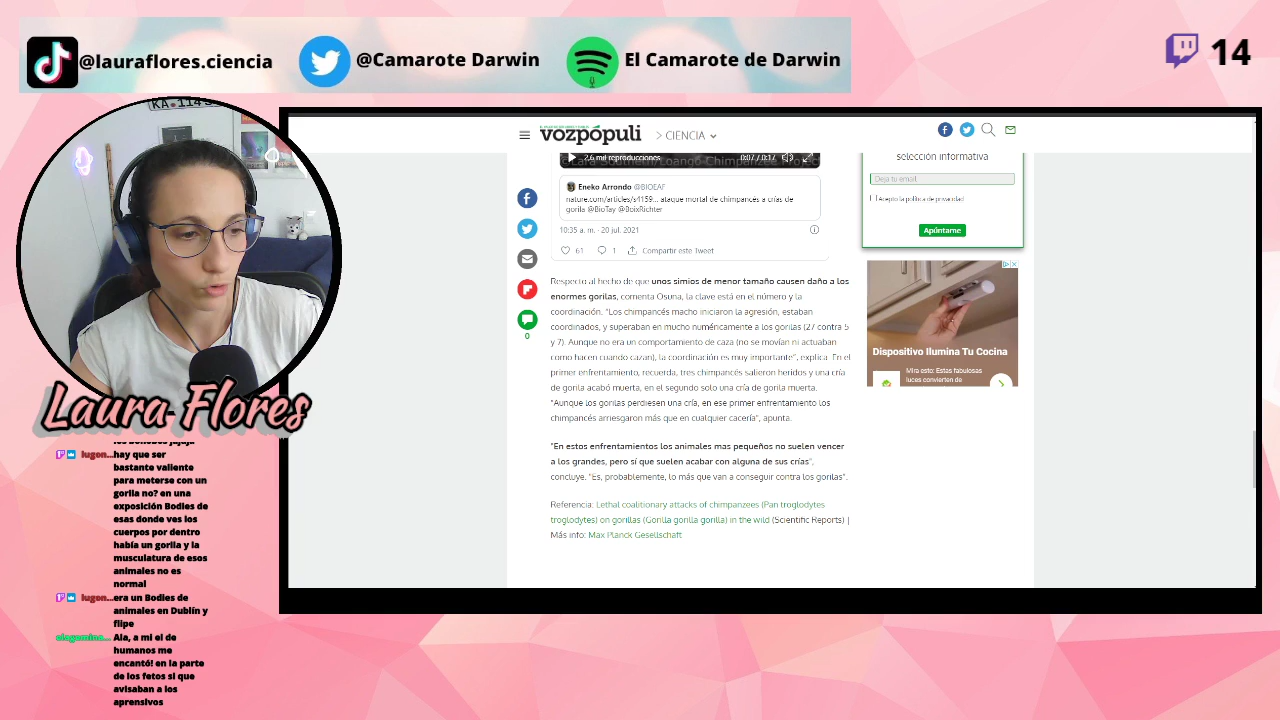 @lauraflores.ciencia
@Camarote Darwin
El Camarote de Darwin
14
KA 114
vozpópuli
> CIENCIA
2,6 mil reproducciones
0:07 / 0:17
Eneko Arrondo @BIOEAF
nature.com/articles/s4159... ataque mortal de chimpancés a crías de
gorila @BioTay @BoixRichter
10:35 a. m. · 20 jul. 2021
61
1
Compartir este Tweet
0
Respecto al hecho de que unos simios de menor tamaño causen daño a los
enormes gorilas, comenta Osuna, la clave está en el número y la
coordinación. "Los chimpancés macho iniciaron la agresión, estaban
coordinados, y superaban en mucho numéricamente a los gorilas (27 contra 5
y 7). Aunque no era un comportamiento de caza (no se movían ni actuaban
como hacen cuando cazan), la coordinación es muy importante", explica. En el
primer enfrentamiento, recuerda, tres chimpancés salieron heridos y una cría
de gorila acabó muerta, en el segundo solo una cría de gorila muerta.
"Aunque los gorilas perdiesen una cría, en ese primer enfrentamiento los
chimpancés arriesgaron más que en cualquier cacería", apunta.
"En estos enfrentamientos los animales mas pequeños no suelen vencer
a los grandes, pero sí que suelen acabar con alguna de sus crías",
concluye. "Es, probablemente, lo más que van a conseguir contra los gorilas".
Referencia: Lethal coalitionary attacks of chimpanzees (Pan troglodytes
troglodytes) on gorillas (Gorilla gorilla gorilla) in the wild (Scientific Reports) |
Más info: Max Planck Gesellschaft
selección informativa
Deja tu email
Acepto la política de privacidad
Apúntame
Dispositivo Ilumina Tu Cocina
Mira esto: Estas fabulosas
luces convierten de
Laura Flores
los bonobos jajaja
lugon... hay que ser
bastante valiente
para meterse con un
gorila no? en una
exposición Bodies de
esas donde ves los
cuerpos por dentro
había un gorila y la
musculatura de esos
animales no es
normal
lugon... era un Bodies de
animales en Dublín y
flipe
Ala, a mi el de
humanos me
encantó! en la parte
de los fetos si que
avisaban a los
aprensivos